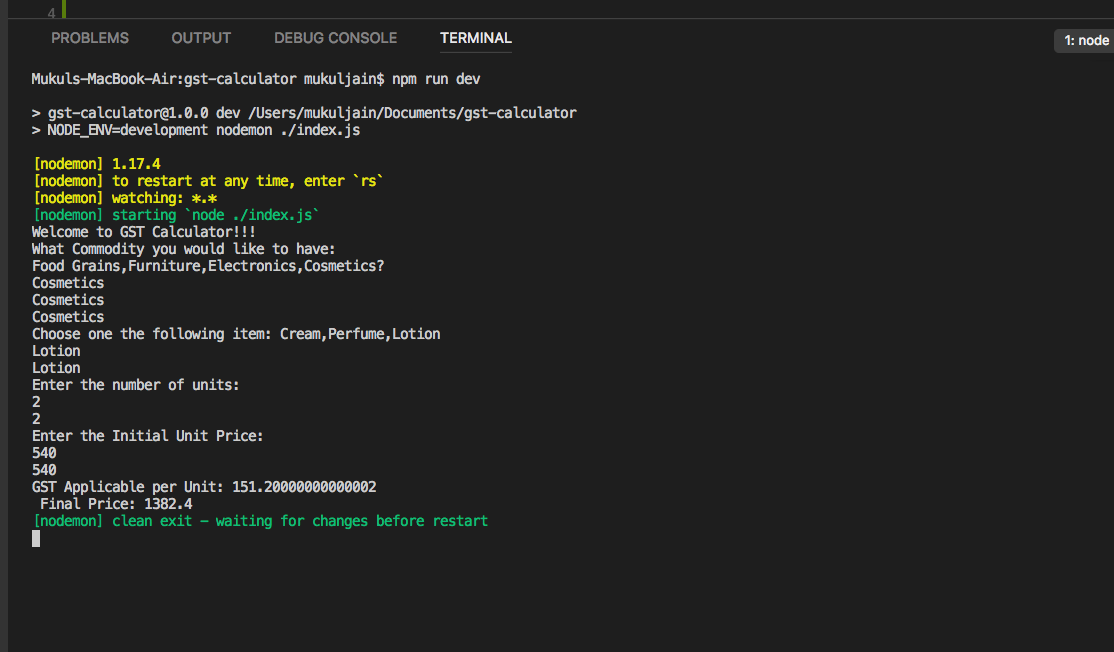 4
PROBLEMS OUTPUT DEBUG CONSOLE TERMINAL 1: node
Mukuls-MacBook-Air:gst-calculator mukuljain$ npm run dev
> gst-calculator@1.0.0 dev /Users/mukuljain/Documents/gst-calculator
> NODE_ENV=development nodemon ./index.js
[nodemon] 1.17.4
[nodemon] to restart at any time, enter `rs`
[nodemon] watching: *.*
[nodemon] starting `node ./index.js`
Welcome to GST Calculator!!!
What Commodity you would like to have:
Food Grains,Furniture,Electronics,Cosmetics?
Cosmetics
Cosmetics
Cosmetics
Choose one the following item: Cream,Perfume,Lotion
Lotion
Lotion
Enter the number of units:
2
2
Enter the Initial Unit Price:
540
540
GST Applicable per Unit: 151.20000000000002
 Final Price: 1382.4
[nodemon] clean exit - waiting for changes before restart